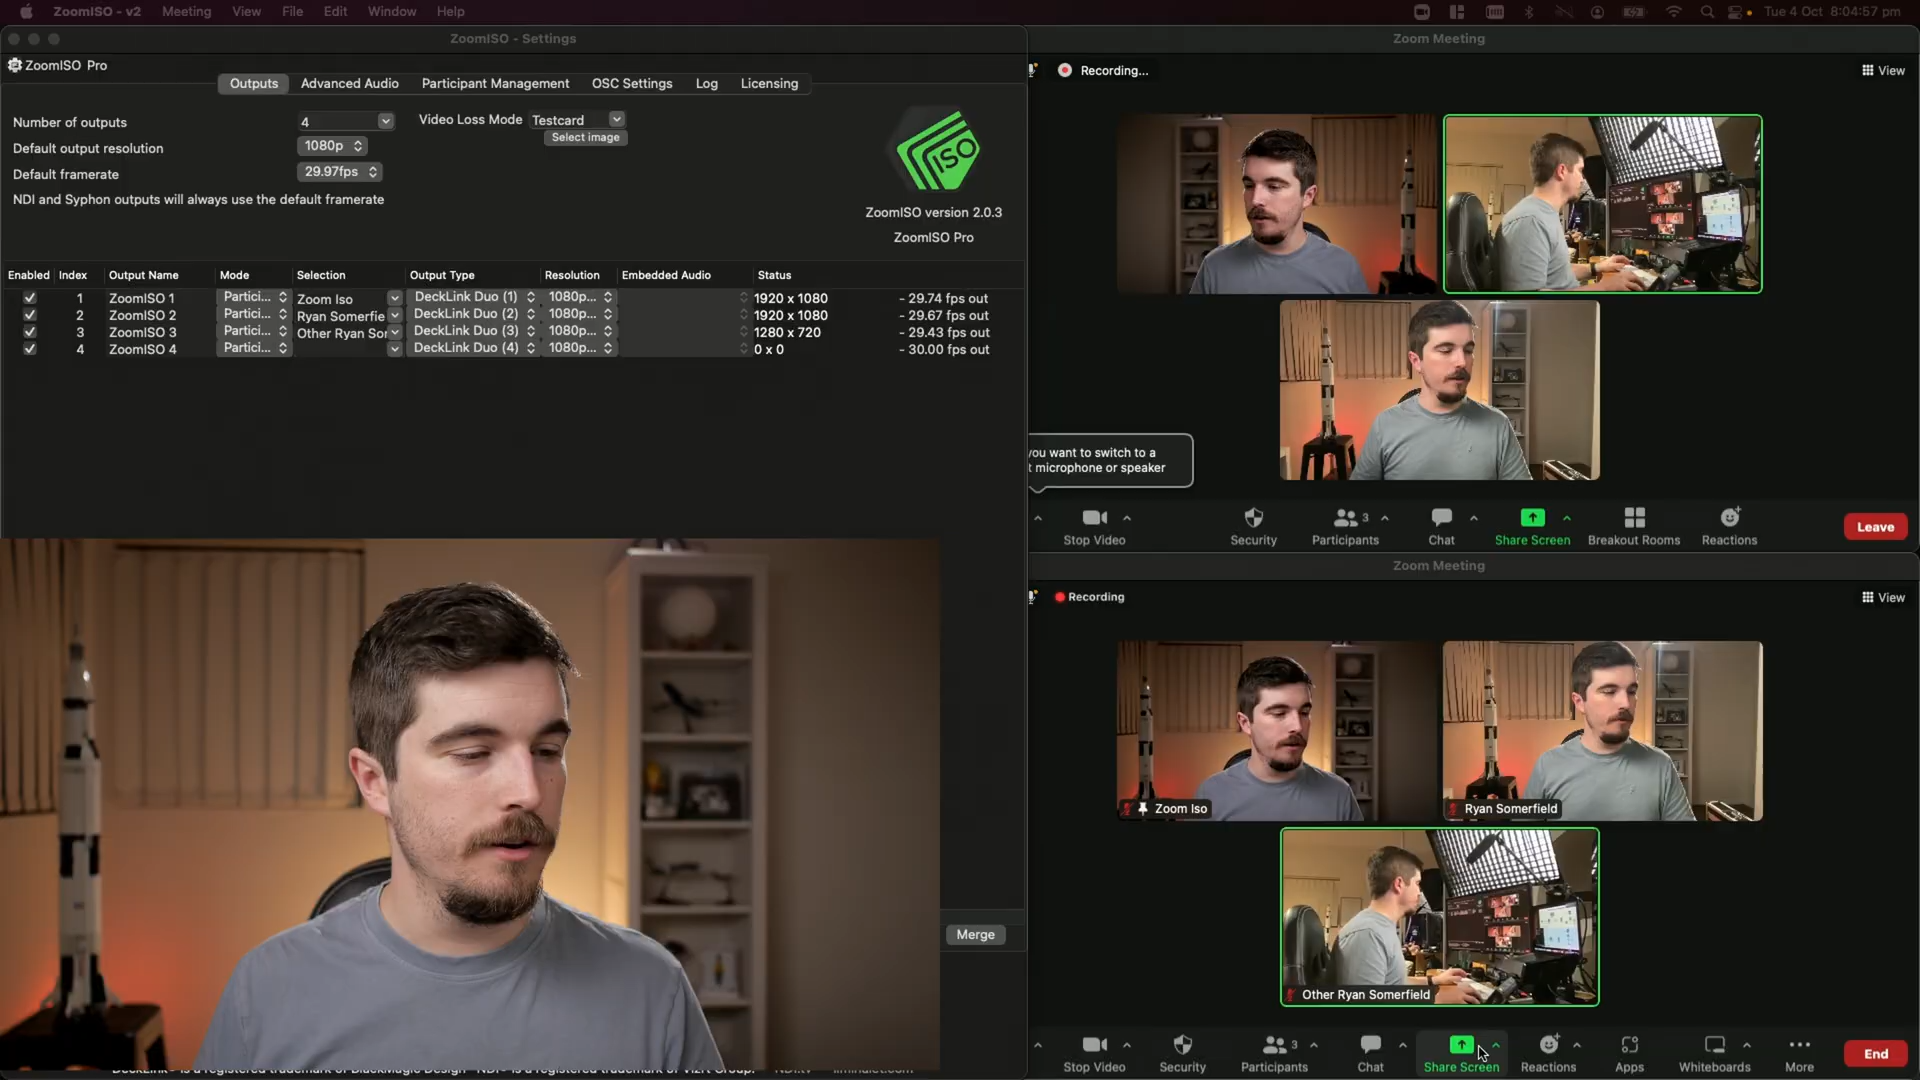 ZoomISO - v2 Meeting View File Edit Window Help
Tue 4 Oct 8:04:57 pm
ZoomISO - Settings
ZoomISO Pro
Outputs Advanced Audio Participant Management OSC Settings Log Licensing
Number of outputs 4 Video Loss Mode Testcard
Select image
Default output resolution 1080p
Default framerate 29.97fps
NDI and Syphon outputs will always use the default framerate
ISO
ZoomISO version 2.0.3
ZoomISO Pro
Enabled Index Output Name Mode Selection Output Type Resolution Embedded Audio Status
1 ZoomISO 1 Partici... Zoom Iso DeckLink Duo (1) 1080p... 1920 x 1080 - 29.74 fps out
2 ZoomISO 2 Partici... Ryan Somerfie DeckLink Duo (2) 1080p... 1920 x 1080 - 29.67 fps out
3 ZoomISO 3 Partici... Other Ryan Sor DeckLink Duo (3) 1080p... 1280 x 720 - 29.43 fps out
4 ZoomISO 4 Partici... DeckLink Duo (4) 1080p... 0 x 0 - 30.00 fps out
Merge
Zoom Meeting
Recording...
View
you want to switch to a
t microphone or speaker
Stop Video Security Participants 3 Chat Share Screen Breakout Rooms Reactions Leave
Zoom Meeting
Recording
View
Zoom Iso
Ryan Somerfield
Other Ryan Somerfield
Stop Video Security Participants 3 Chat Share Screen Reactions Apps Whiteboards More End